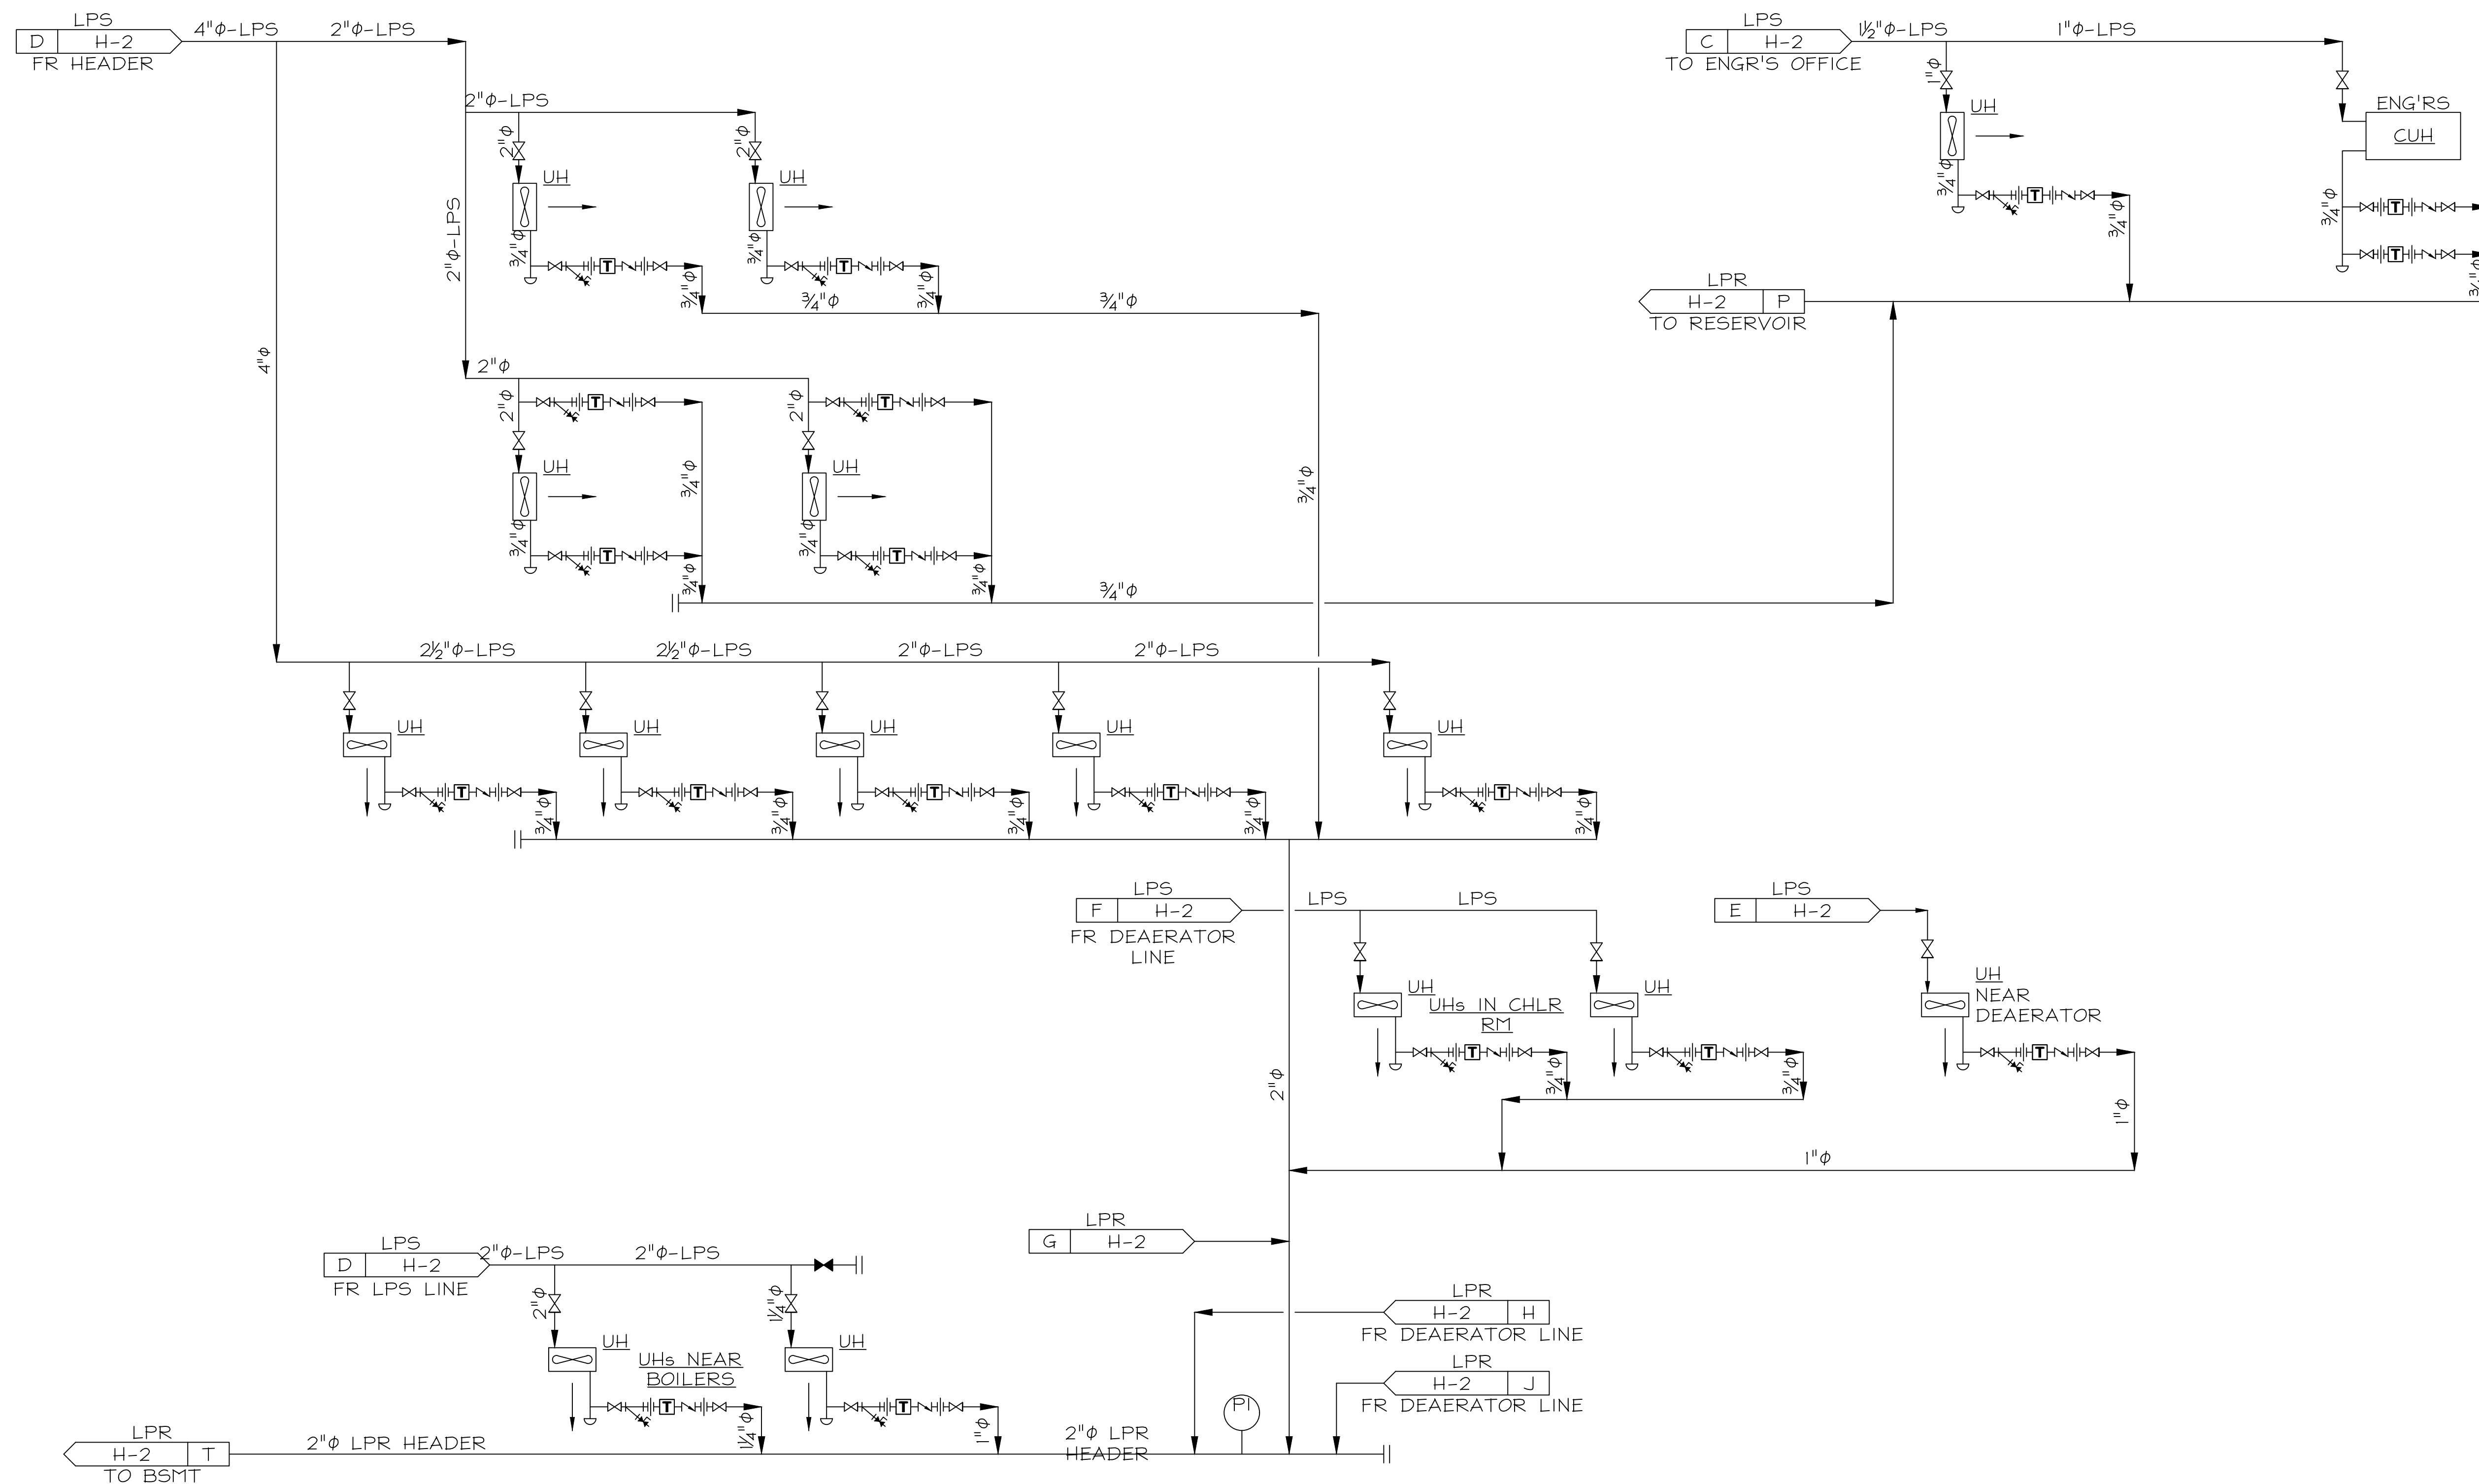 LPS
D H-2
FR HEADER
4"ϕ-LPS
2"ϕ-LPS
LPS
C H-2
TO ENGR'S OFFICE
1½"ϕ-LPS
1"ϕ-LPS
1"ϕ
UH
ENG'RS
CUH
2"ϕ-LPS
2"ϕ
2"ϕ
UH
UH
2"ϕ-LPS
3/4"ϕ
T
3/4"ϕ
T
3/4"ϕ
3/4"ϕ
3/4"ϕ
3/4"ϕ
3/4"ϕ
T
3/4"ϕ
3/4"ϕ
T
T
3/4"ϕ
LPR
H-2 P
TO RESERVOIR
4"ϕ
2"ϕ
2"ϕ
T
2"ϕ
T
UH
UH
3/4"ϕ
3/4"ϕ
3/4"ϕ
T
3/4"ϕ
T
3/4"ϕ
3/4"ϕ
3/4"ϕ
2½"ϕ-LPS
2½"ϕ-LPS
2"ϕ-LPS
2"ϕ-LPS
UH
UH
UH
UH
UH
T
T
T
T
T
3/4"ϕ
3/4"ϕ
3/4"ϕ
3/4"ϕ
3/4"ϕ
LPS
F H-2
FR DEAERATOR
LINE
LPS
LPS
LPS
E H-2
UH
UHs IN CHLR
RM
UH
UH
NEAR
DEAERATOR
T
T
T
3/4"ϕ
3/4"ϕ
1"ϕ
2"ϕ
1"ϕ
LPR
G H-2
LPS
D H-2
FR LPS LINE
2"ϕ-LPS
2"ϕ-LPS
2"ϕ
1¼"ϕ
UH
UHs NEAR
BOILERS
UH
T
T
1¼"ϕ
1"ϕ
LPR
H-2 H
FR DEAERATOR LINE
LPR
H-2 J
FR DEAERATOR LINE
PI
2"ϕ LPR
HEADER
LPR
H-2 T
TO BSMT
2"ϕ LPR HEADER